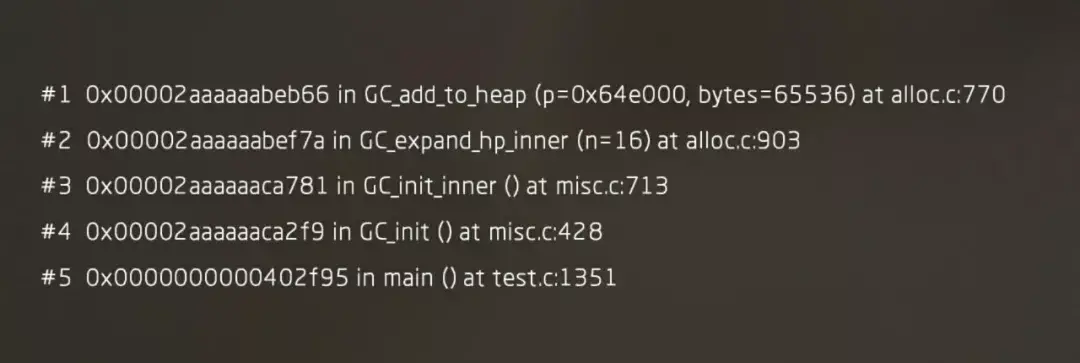 #1 0x00002aaaaaabeb66 in GC_add_to_heap (p=0x64e000, bytes=65536) at alloc.c:770
#2 0x00002aaaaaabef7a in GC_expand_hp_inner (n=16) at alloc.c:903
#3 0x00002aaaaaaca781 in GC_init_inner () at misc.c:713
#4 0x00002aaaaaaca2f9 in GC_init () at misc.c:428
#5 0x0000000000402f95 in main () at test.c:1351